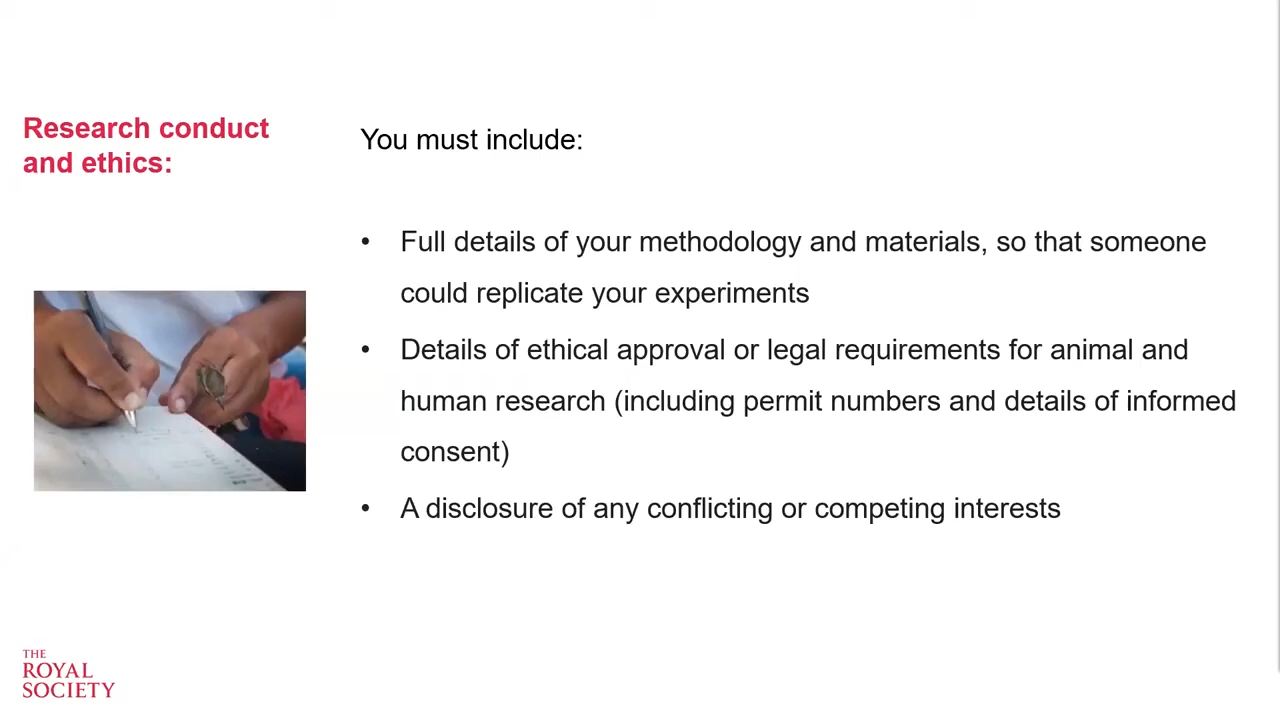 Research conduct
and ethics:
You must include:
• Full details of your methodology and materials, so that someone
could replicate your experiments
• Details of ethical approval or legal requirements for animal and
human research (including permit numbers and details of informed
consent)
• A disclosure of any conflicting or competing interests
THE
ROYAL
SOCIETY